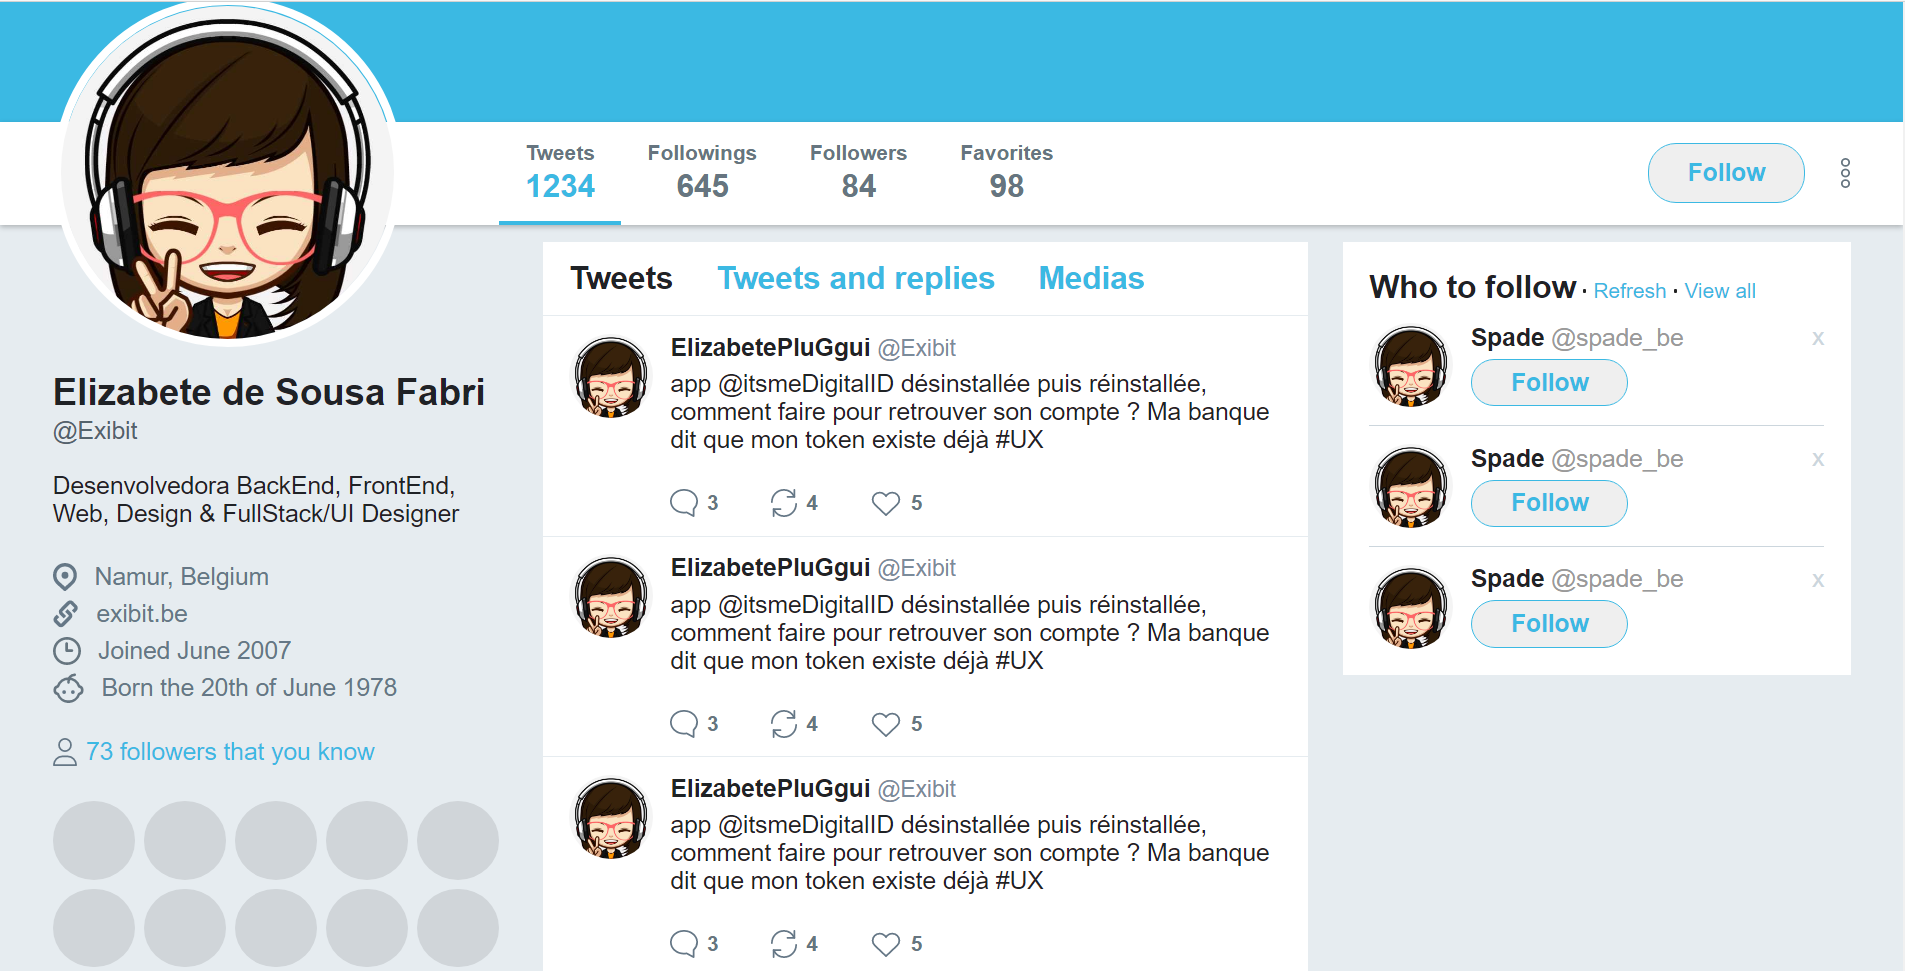 Tweets
1234
Followings
645
Followers
84
Favorites
98
Follow
Elizabete de Sousa Fabri
@Exibit
Desenvolvedora BackEnd, FrontEnd,
Web, Design & FullStack/UI Designer
Namur, Belgium
exibit.be
Joined June 2007
Born the 20th of June 1978
73 followers that you know
Tweets Tweets and replies Medias
ElizabetePluGgui @Exibit
app @itsmeDigitalID désinstallée puis réinstallée,
comment faire pour retrouver son compte ? Ma banque
dit que mon token existe déjà #UX
3 4 5
ElizabetePluGgui @Exibit
app @itsmeDigitalID désinstallée puis réinstallée,
comment faire pour retrouver son compte ? Ma banque
dit que mon token existe déjà #UX
3 4 5
ElizabetePluGgui @Exibit
app @itsmeDigitalID désinstallée puis réinstallée,
comment faire pour retrouver son compte ? Ma banque
dit que mon token existe déjà #UX
3 4 5
Who to follow · Refresh · View all
Spade @spade_be x
Follow
Spade @spade_be x
Follow
Spade @spade_be x
Follow